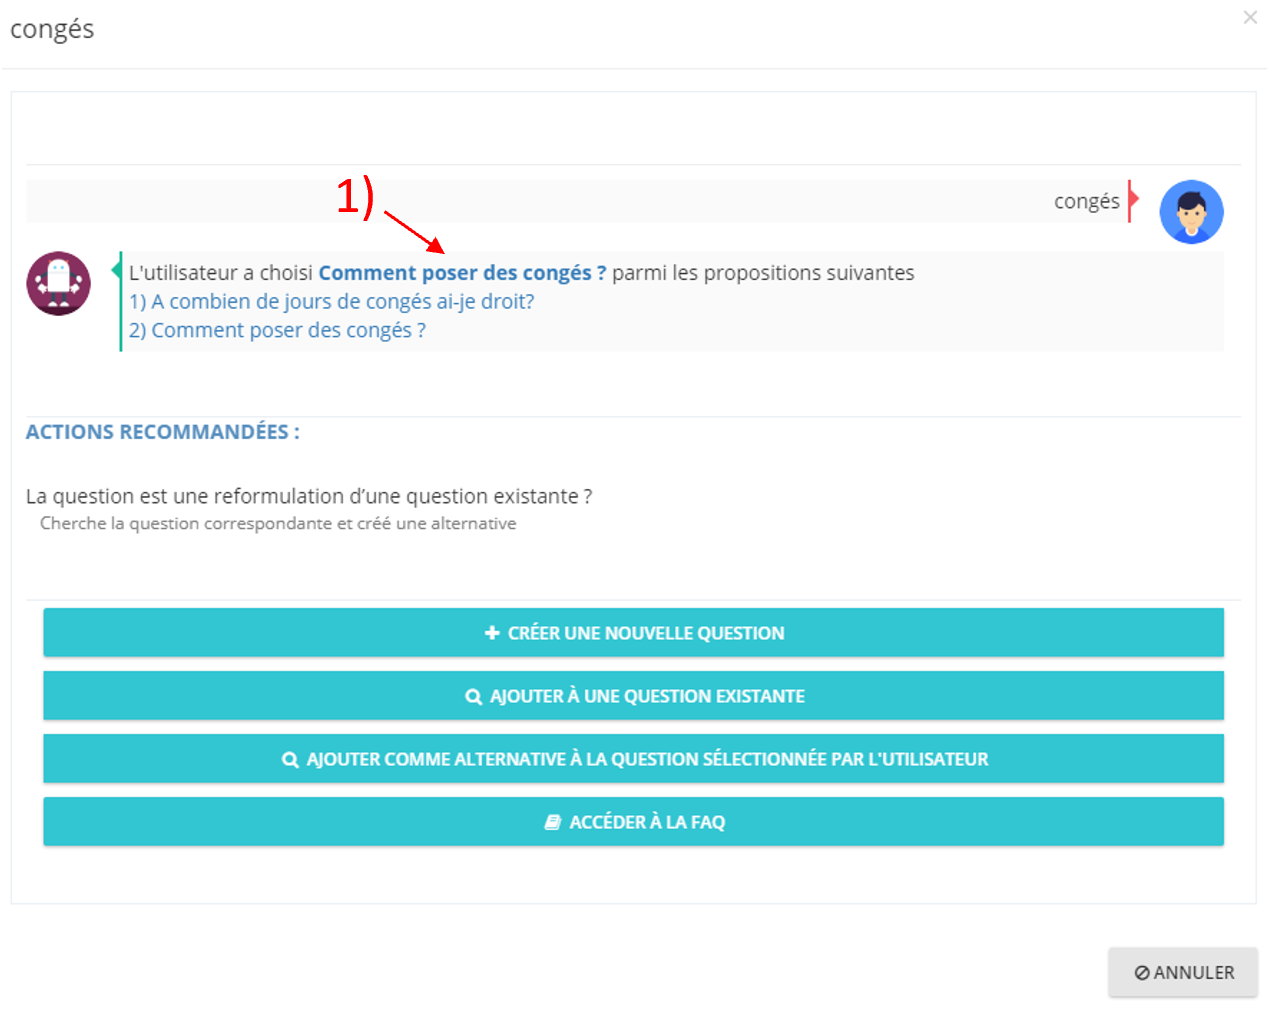 congés
×
1)
congés
L'utilisateur a choisi Comment poser des congés ? parmi les propositions suivantes
1) A combien de jours de congés ai-je droit?
2) Comment poser des congés ?
ACTIONS RECOMMANDÉES :
La question est une reformulation d’une question existante ?
Cherche la question correspondante et créé une alternative
CRÉER UNE NOUVELLE QUESTION
AJOUTER À UNE QUESTION EXISTANTE
AJOUTER COMME ALTERNATIVE À LA QUESTION SÉLECTIONNÉE PAR L'UTILISATEUR
ACCÉDER À LA FAQ
ANNULER